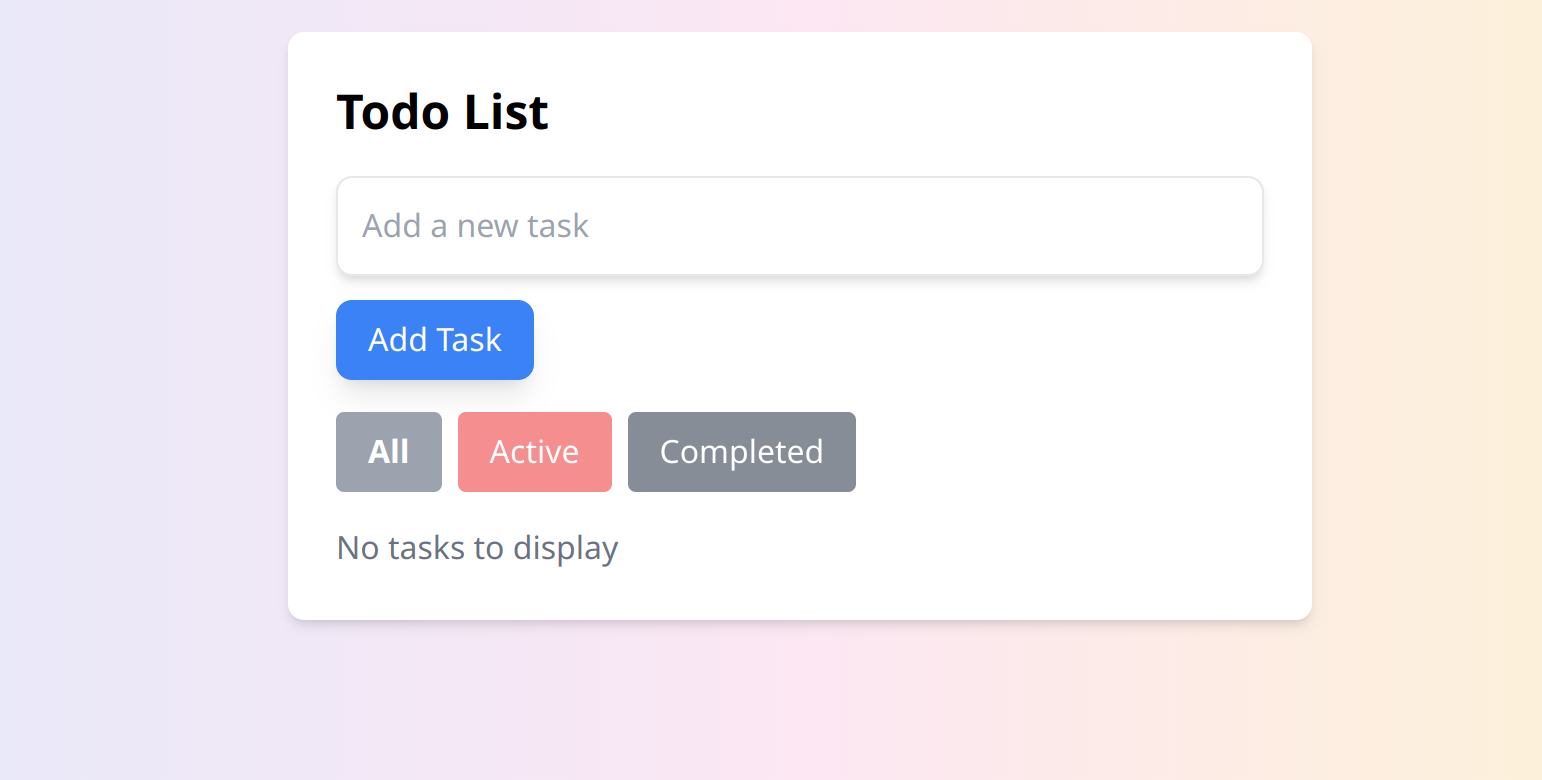 Todo List
Add a new task
Add Task
All Active Completed
No tasks to display